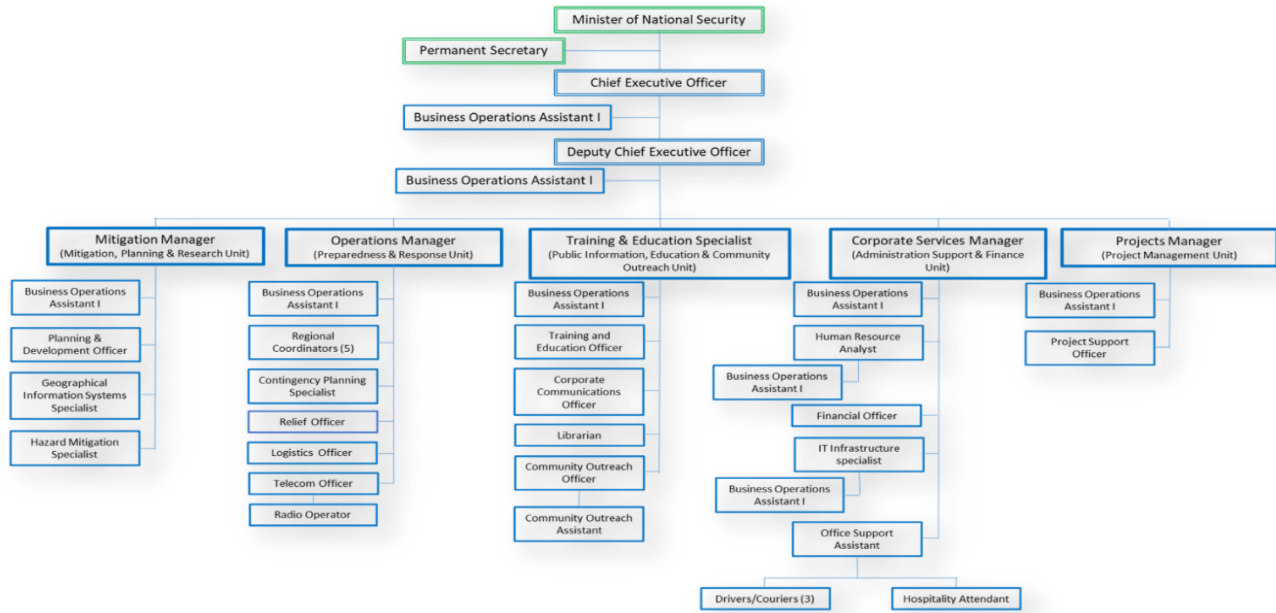 Minister of National Security
Permanent Secretary
Chief Executive Officer
Business Operations Assistant I
Deputy Chief Executive Officer
Business Operations Assistant I
Mitigation Manager
(Mitigation, Planning & Research Unit)
Business Operations
Assistant I
Planning &
Development Officer
Geographical
Information Systems
Specialist
Hazard Mitigation
Specialist
Operations Manager
(Preparedness & Response Unit)
Business Operations
Assistant I
Regional
Coordinators (5)
Contingency Planning
Specialist
Relief Officer
Logistics Officer
Telecom Officer
Radio Operator
Training & Education Specialist
(Public Information, Education & Community
Outreach Unit)
Business Operations
Assistant I
Training and
Education Officer
Corporate
Communications
Officer
Librarian
Community Outreach
Officer
Community Outreach
Assistant
Corporate Services Manager
(Administration Support & Finance
Unit)
Business Operations
Assistant I
Human Resource
Analyst
Business Operations
Assistant I
Financial Officer
IT Infrastructure
specialist
Business Operations
Assistant I
Office Support
Assistant
Drivers/Couriers (3)
Hospitality Attendant
Projects Manager
(Project Management Unit)
Business Operations
Assistant I
Project Support
Officer